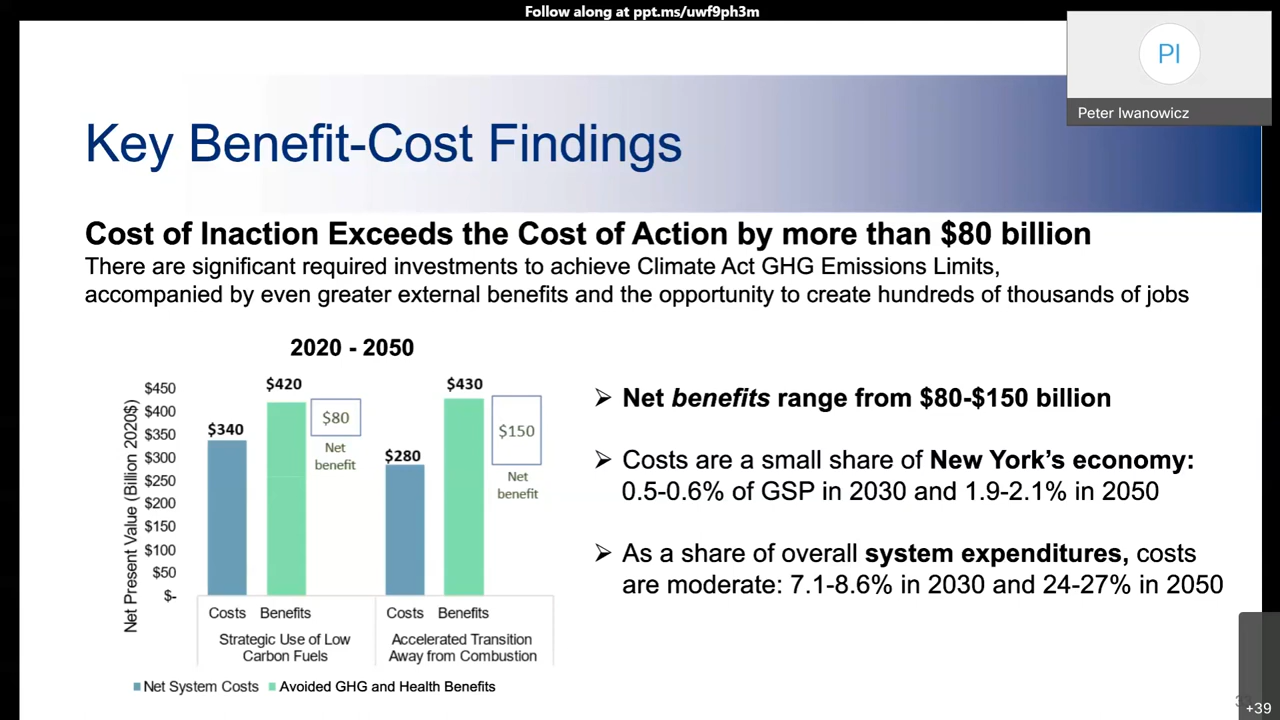 Follow along at ppt.ms/uwf9ph3m
PI
Peter Iwanowicz
Key Benefit-Cost Findings
Cost of Inaction Exceeds the Cost of Action by more than $80 billion
There are significant required investments to achieve Climate Act GHG Emissions Limits,
accompanied by even greater external benefits and the opportunity to create hundreds of thousands of jobs
2020 - 2050
Net Present Value (Billion 2020$)
$450
$400
$350
$300
$250
$200
$150
$100
$50
$-
$340
$420
$80
Net
benefit
$280
$430
$150
Net
benefit
Costs Benefits Costs Benefits
Strategic Use of Low
Carbon Fuels
Accelerated Transition
Away from Combustion
Net System Costs Avoided GHG and Health Benefits
➢ Net benefits range from $80-$150 billion
➢ Costs are a small share of New York's economy:
0.5-0.6% of GSP in 2030 and 1.9-2.1% in 2050
➢ As a share of overall system expenditures, costs
are moderate: 7.1-8.6% in 2030 and 24-27% in 2050
+39